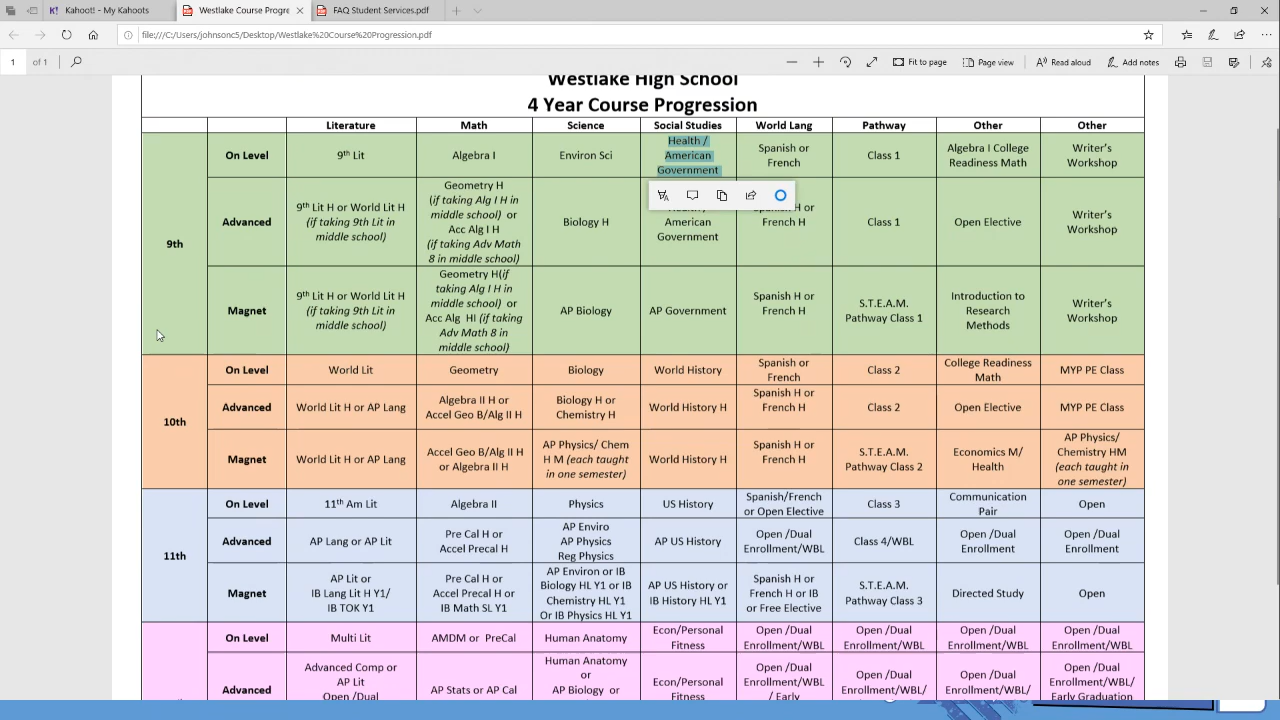 K! Kahoot! - My Kahoots
Westlake Course Progre
FAQ Student Services.pdf
file:///C:/Users/johnsonc5/Desktop/Westlake%20Course%20Progression.pdf
1 of 1
Fit to page
Page view
Read aloud
Add notes
Westlake High School
4 Year Course Progression
Literature Math Science Social Studies World Lang Pathway Other Other
9th
On Level
9th Lit
Algebra I
Environ Sci
Health /
American
Government
Spanish or
French
Class 1
Algebra I College
Readiness Math
Writer's
Workshop
Advanced
9th Lit H or World Lit H
(if taking 9th Lit in
middle school)
Geometry H
(if taking Alg I H in
middle school) or
Acc Alg I H
(if taking Adv Math
8 in middle school)
Biology H
American
Government
H or
French H
Class 1
Open Elective
Writer's
Workshop
Magnet
9th Lit H or World Lit H
(if taking 9th Lit in
middle school)
Geometry H(if
taking Alg I H in
middle school) or
Acc Alg HI (if taking
Adv Math 8 in
middle school)
AP Biology
AP Government
Spanish H or
French H
S.T.E.A.M.
Pathway Class 1
Introduction to
Research
Methods
Writer's
Workshop
10th
On Level
World Lit
Geometry
Biology
World History
Spanish or
French
Class 2
College Readiness
Math
MYP PE Class
Advanced
World Lit H or AP Lang
Algebra II H or
Accel Geo B/Alg II H
Biology H or
Chemistry H
World History H
Spanish H or
French H
Class 2
Open Elective
MYP PE Class
Magnet
World Lit H or AP Lang
Accel Geo B/Alg II H
or Algebra II H
AP Physics/ Chem
H M (each taught
in one semester)
World History H
Spanish H or
French H
S.T.E.A.M.
Pathway Class 2
Economics M/
Health
AP Physics/
Chemistry HM
(each taught in
one semester)
11th
On Level
11th Am Lit
Algebra II
Physics
US History
Spanish/French
or Open Elective
Class 3
Communication
Pair
Open
Advanced
AP Lang or AP Lit
Pre Cal H or
Accel Precal H
AP Enviro
AP Physics
Reg Physics
AP US History
Open /Dual
Enrollment/WBL
Class 4/WBL
Open /Dual
Enrollment
Open /Dual
Enrollment
Magnet
AP Lit or
IB Lang Lit H Y1/
IB TOK Y1
Pre Cal H or
Accel Precal H or
IB Math SL Y1
AP Environ or IB
Biology HL Y1 or IB
Chemistry HL Y1
Or IB Physics HL Y1
AP US History or
IB History HL Y1
Spanish H or
French H or IB
or Free Elective
S.T.E.A.M.
Pathway Class 3
Directed Study
Open
On Level
Multi Lit
AMDM or PreCal
Human Anatomy
Econ/Personal
Fitness
Open /Dual
Enrollment/WBL
Open /Dual
Enrollment/WBL
Open /Dual
Enrollment/WBL
Open /Dual
Enrollment/WBL
Advanced
Advanced Comp or
AP Lit
Open /Dual
AP Stats or AP Cal
Human Anatomy
or
AP Biology or
Econ/Personal
Fitness
Open /Dual
Enrollment/WBL
/ Early
Open /Dual
Enrollment/WBL/
Open /Dual
Enrollment/WBL/
Open /Dual
Enrollment/WBL/
Early Graduation